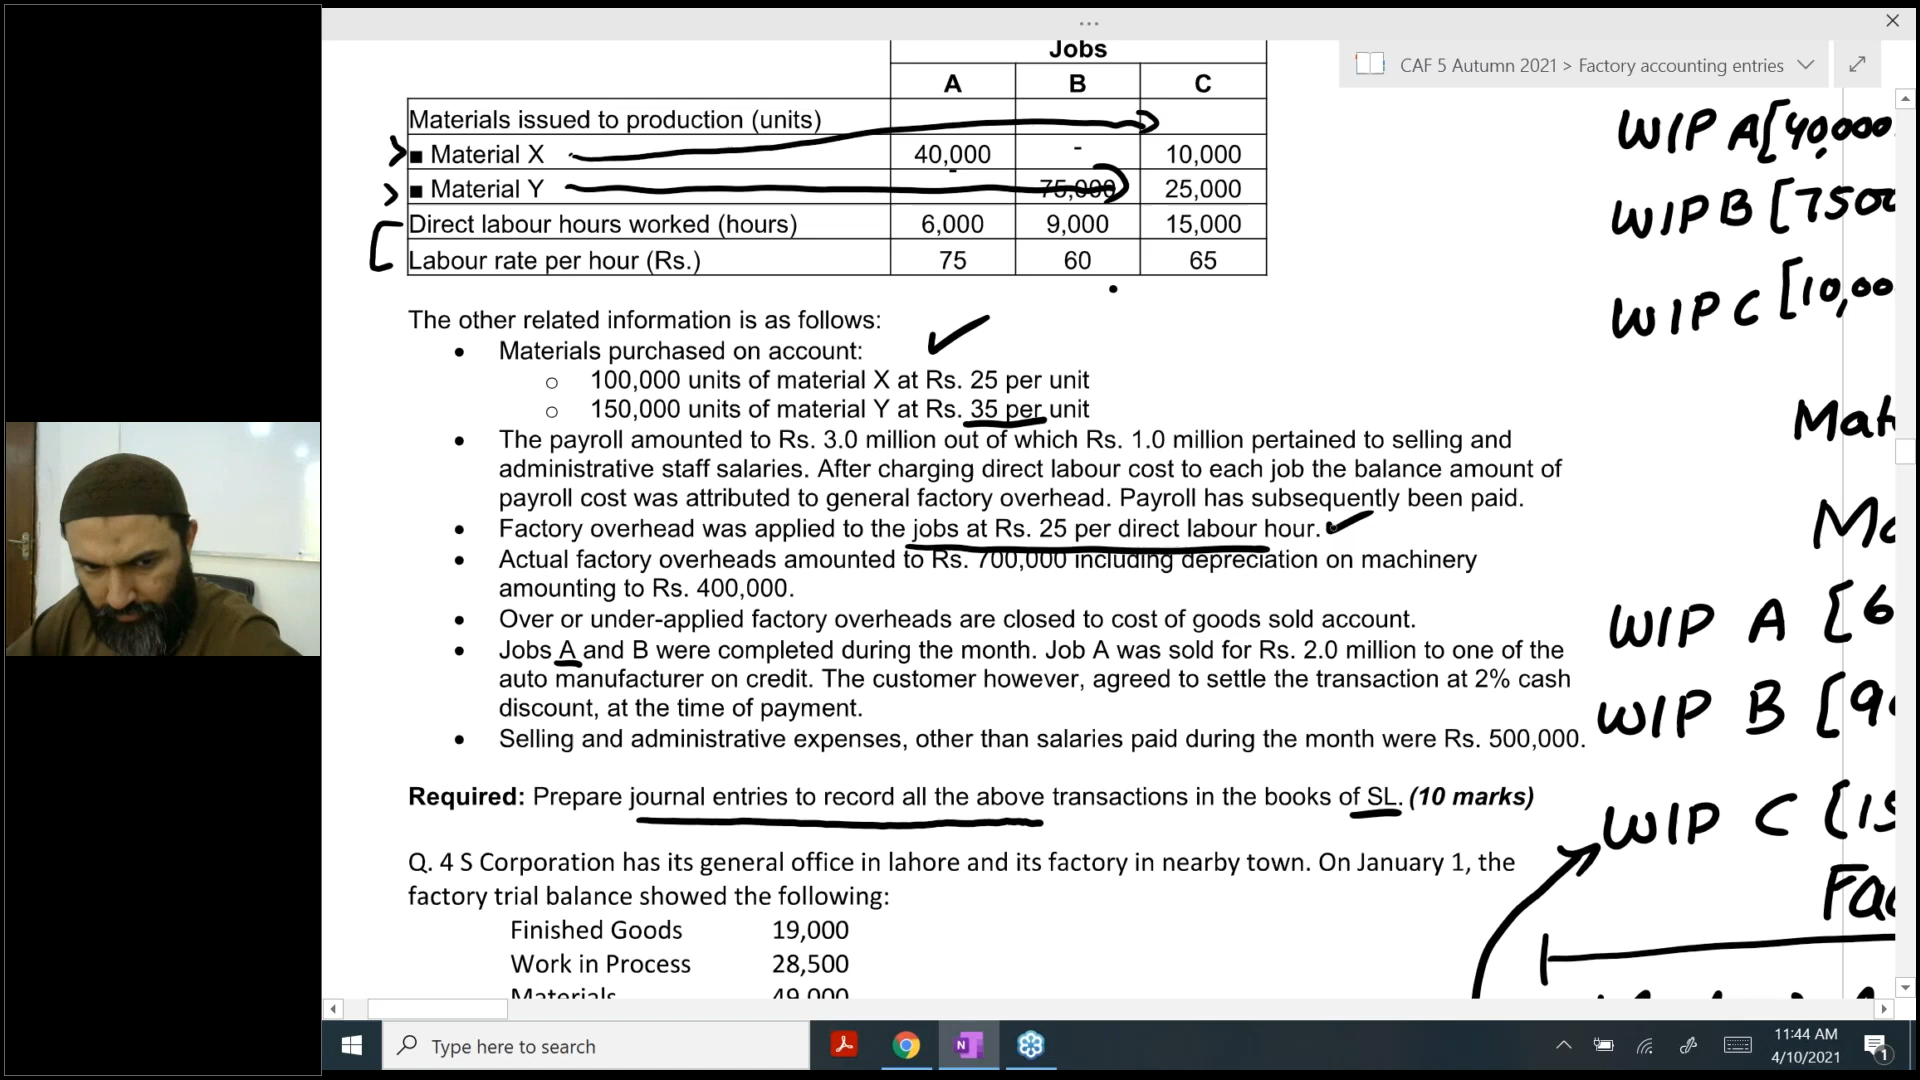 Jobs
CAF 5 Autumn 2021 > Factory accounting entries
A B C
Materials issued to production (units)
■ Material X 40,000 - 10,000
■ Material Y - 75,000 25,000
Direct labour hours worked (hours) 6,000 9,000 15,000
Labour rate per hour (Rs.) 75 60 65
The other related information is as follows:
• Materials purchased on account:
o 100,000 units of material X at Rs. 25 per unit
o 150,000 units of material Y at Rs. 35 per unit
• The payroll amounted to Rs. 3.0 million out of which Rs. 1.0 million pertained to selling and
administrative staff salaries. After charging direct labour cost to each job the balance amount of
payroll cost was attributed to general factory overhead. Payroll has subsequently been paid.
• Factory overhead was applied to the jobs at Rs. 25 per direct labour hour.
• Actual factory overheads amounted to Rs. 700,000 including depreciation on machinery
amounting to Rs. 400,000.
• Over or under-applied factory overheads are closed to cost of goods sold account.
• Jobs A and B were completed during the month. Job A was sold for Rs. 2.0 million to one of the
auto manufacturer on credit. The customer however, agreed to settle the transaction at 2% cash
discount, at the time of payment.
• Selling and administrative expenses, other than salaries paid during the month were Rs. 500,000.
Required: Prepare journal entries to record all the above transactions in the books of SL. (10 marks)
Q. 4 S Corporation has its general office in lahore and its factory in nearby town. On January 1, the
factory trial balance showed the following:
Finished Goods 19,000
Work in Process 28,500
Materials 49,000
WIP A [40,000
WIP B [7500
WIP C [10,00
Mat
WIP A [6
WIP B [9
WIP C (15
Fac
Type here to search
11:44 AM
4/10/2021
1